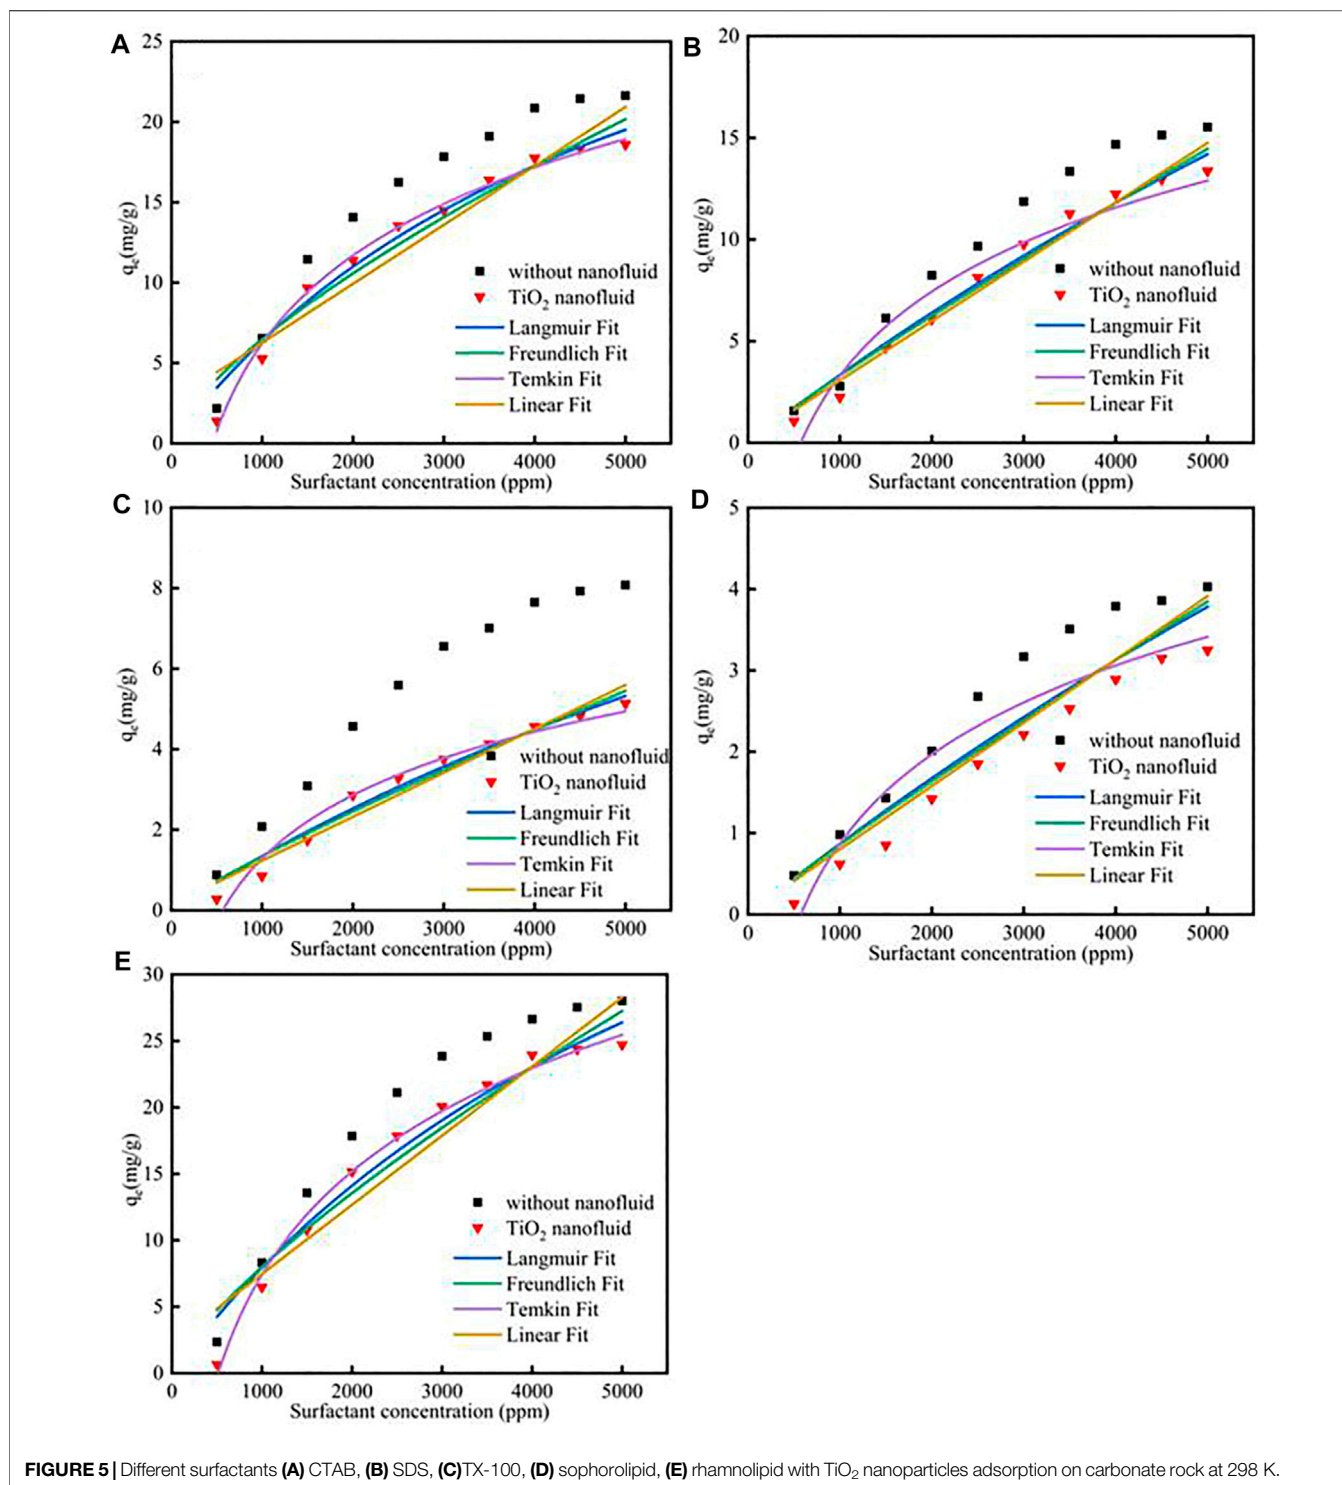 A
25
20
15
10
5
0
q_e(mg/g)
without nanofluid
TiO₂ nanofluid
Langmuir Fit
Freundlich Fit
Temkin Fit
Linear Fit
0 1000 2000 3000 4000 5000
Surfactant concentration (ppm)
B
20
15
10
5
0
q_e(mg/g)
without nanofluid
TiO₂ nanofluid
Langmuir Fit
Freundlich Fit
Temkin Fit
Linear Fit
0 1000 2000 3000 4000 5000
Surfactant concentration (ppm)
C
10
8
6
4
2
0
q_e(mg/g)
without nanofluid
TiO₂ nanofluid
Langmuir Fit
Freundlich Fit
Temkin Fit
Linear Fit
0 1000 2000 3000 4000 5000
Surfactant concentration (ppm)
D
5
4
3
2
1
0
q_e(mg/g)
without nanofluid
TiO₂ nanofluid
Langmuir Fit
Freundlich Fit
Temkin Fit
Linear Fit
0 1000 2000 3000 4000 5000
Surfactant concentration (ppm)
E
30
25
20
15
10
5
0
q_e(mg/g)
without nanofluid
TiO₂ nanofluid
Langmuir Fit
Freundlich Fit
Temkin Fit
Linear Fit
0 1000 2000 3000 4000 5000
Surfactant concentration (ppm)
FIGURE 5 | Different surfactants (A) CTAB, (B) SDS, (C)TX-100, (D) sophorolipid, (E) rhamnolipid with TiO₂ nanoparticles adsorption on carbonate rock at 298 K.